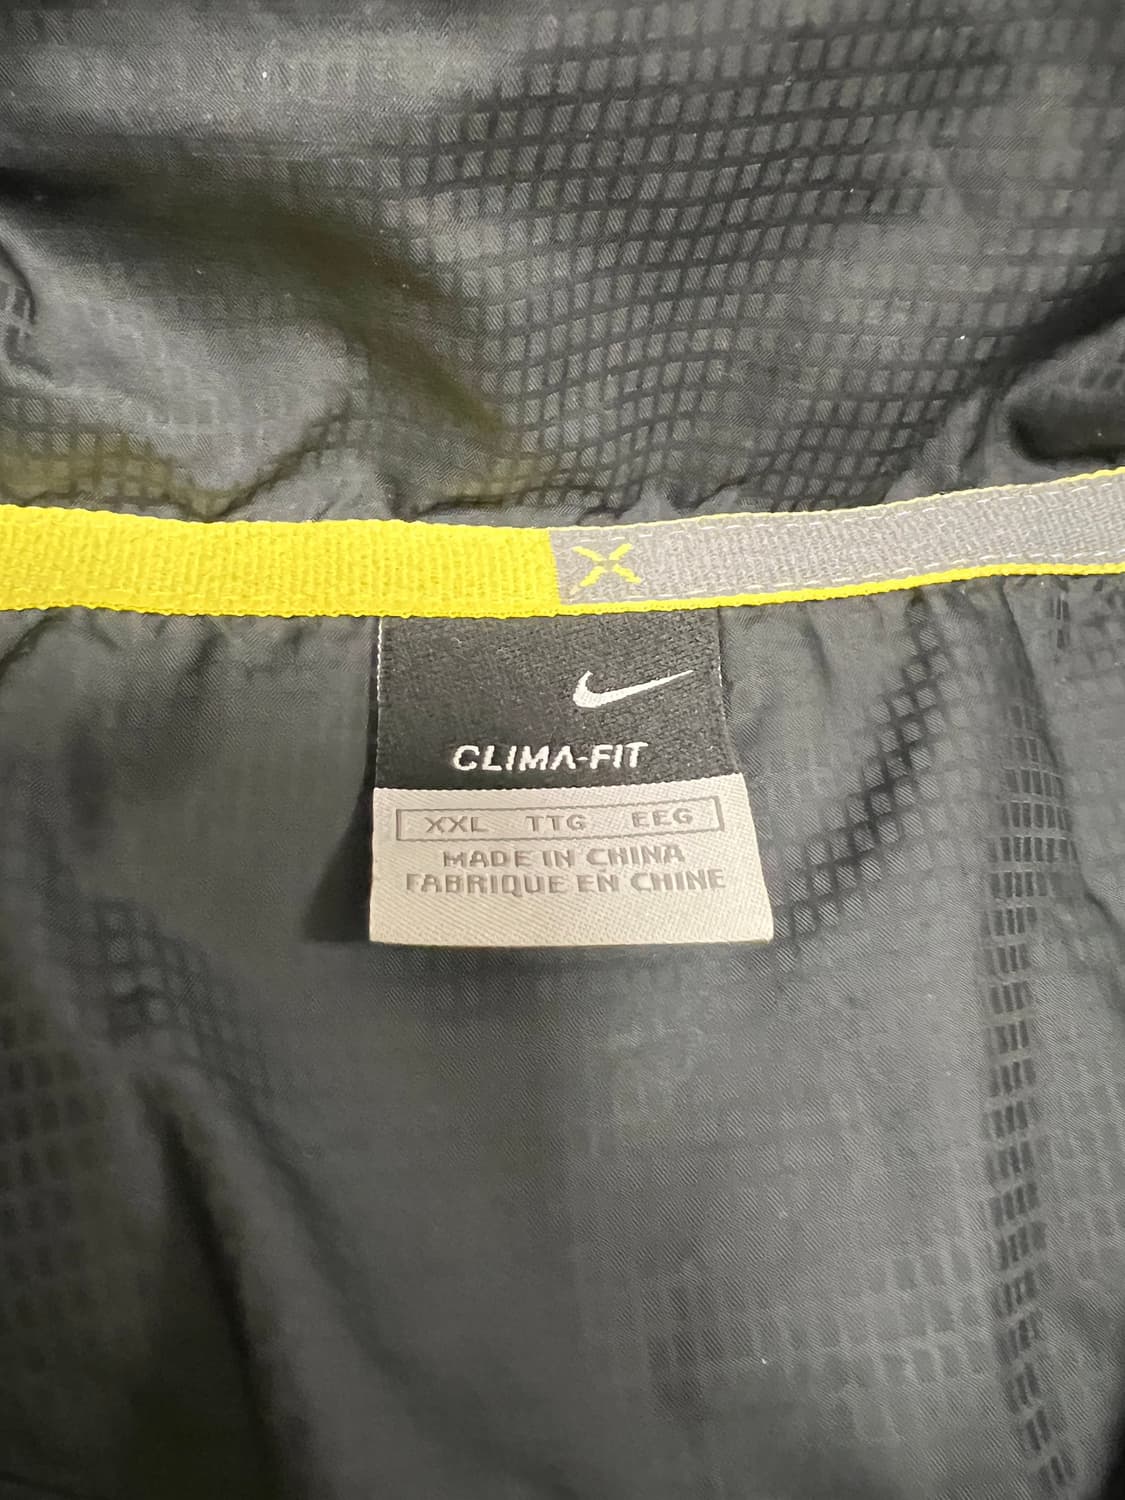 CLIMA-FIT
XXL TTG EEG
MADE IN CHINA
FABRIQUE EN CHINE